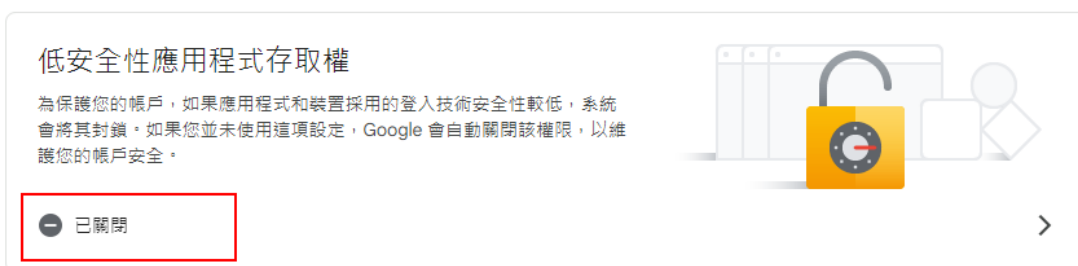 低安全性應用程式存取權
為保護您的帳戶，如果應用程式和裝置採用的登入技術安全性較低，系統
會將其封鎖。如果您並未使用這項設定，Google 會自動關閉該權限，以維
護您的帳戶安全。
已關閉